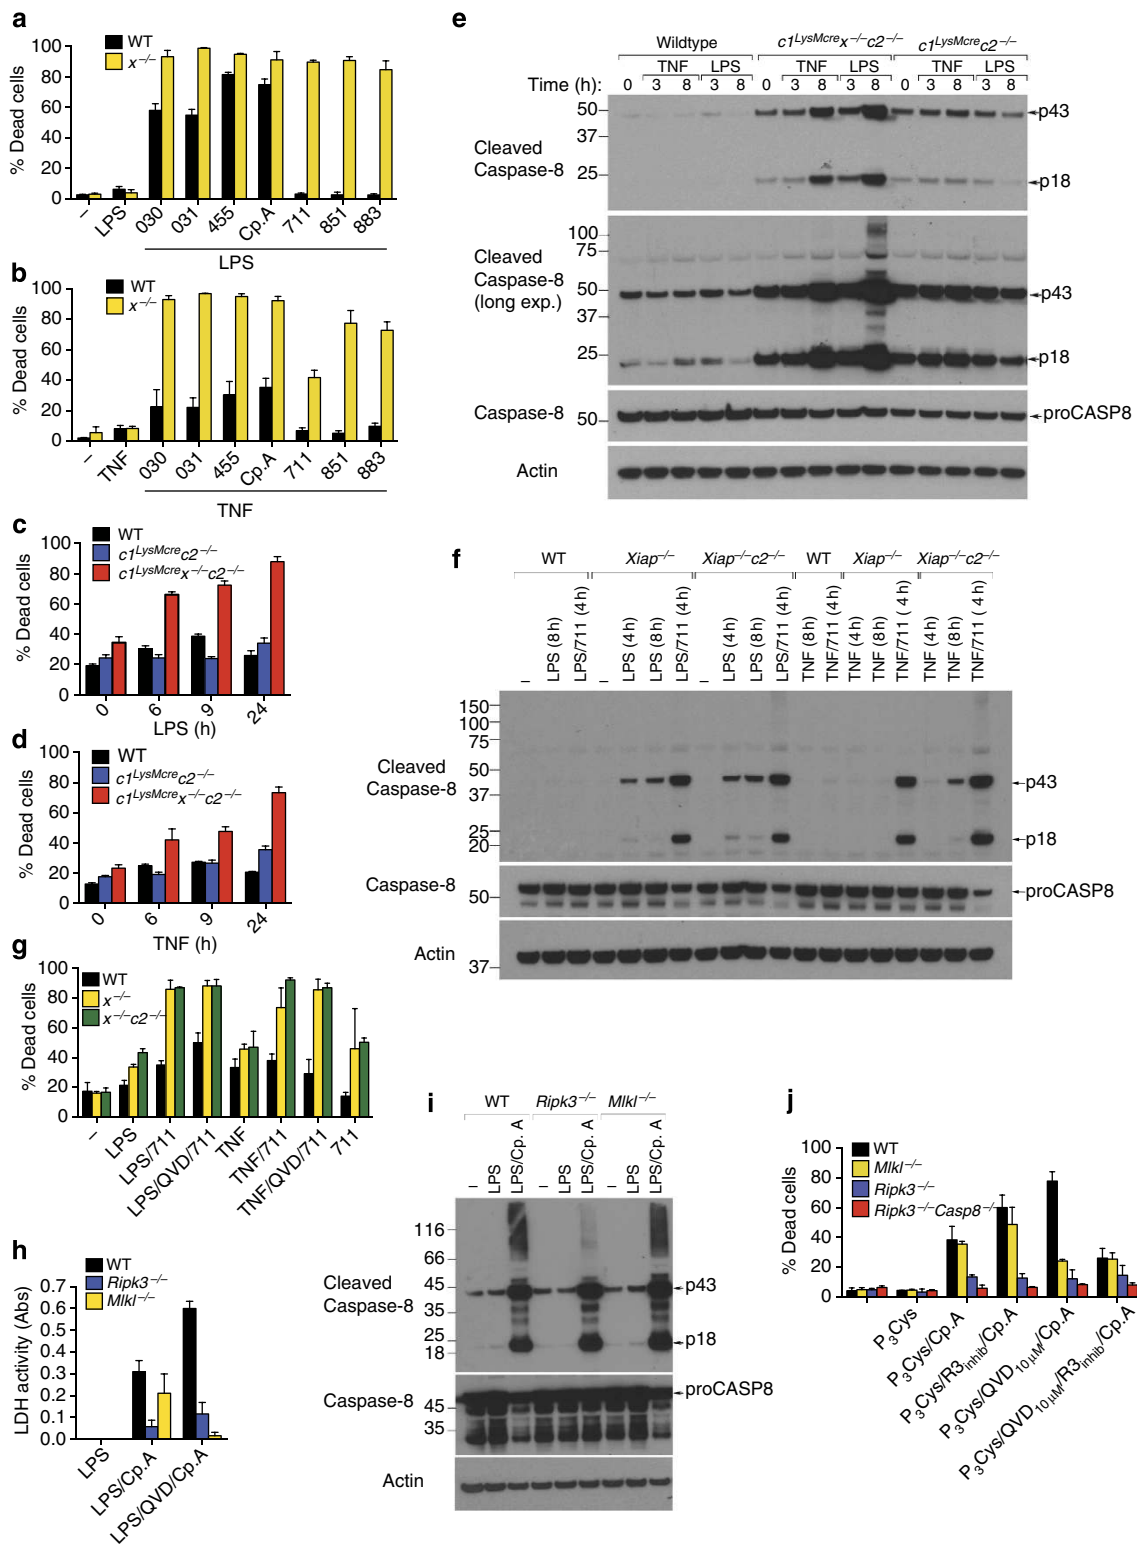 a
WT
x–/–
% Dead cells
100
80
60
40
20
0
–
LPS
030
031
455
Cp.A
711
851
883
LPS
b
WT
x–/–
% Dead cells
100
80
60
40
20
0
–
TNF
030
031
455
Cp.A
711
851
883
TNF
c
WT
c1LysMcrec2–/–
c1LysMcrex–/–c2–/–
% Dead cells
100
80
60
40
20
0
0
6
9
24
LPS (h)
d
WT
c1LysMcrec2–/–
c1LysMcrex–/–c2–/–
% Dead cells
100
80
60
40
20
0
0
6
9
24
TNF (h)
e
Wildtype
c1LysMcrex–/–c2–/–
c1LysMcrec2–/–
TNF LPS TNF LPS TNF LPS
Time (h): 0 3 8 3 8 0 3 8 3 8 0 3 8 3 8
Cleaved
Caspase-8
50
37
25
p43
p18
Cleaved
Caspase-8
(long exp.)
100
75
50
37
25
p43
p18
Caspase-8
50
proCASP8
Actin
f
WT
Xiap–/–
Xiap–/–c2–/–
WT
Xiap–/–
Xiap–/–c2–/–
–
LPS (8h)
LPS/711 (4h)
–
LPS (4h)
LPS (8h)
LPS/711 (4h)
–
LPS (4h)
LPS (8h)
LPS/711 (4h)
TNF (8h)
TNF/711 (4h)
TNF (4h)
TNF (8h)
TNF/711 ( 4h)
TNF (4h)
TNF (8h)
TNF/711 ( 4h)
Cleaved
Caspase-8
150
100
75
50
37
25
20
p43
p18
Caspase-8
50
proCASP8
Actin
37
g
WT
x–/–
x–/–c2–/–
% Dead cells
100
80
60
40
20
0
–
LPS
LPS/711
LPS/QVD/711
TNF
TNF/711
TNF/QVD/711
711
h
WT
Ripk3–/–
Mlkl–/–
LDH activity (Abs)
0.7
0.6
0.5
0.4
0.3
0.2
0.1
0.0
LPS
LPS/Cp.A
LPS/QVD/Cp.A
i
WT
Ripk3–/–
Mlkl–/–
–
LPS
LPS/Cp. A
–
LPS
LPS/Cp. A
–
LPS
LPS/Cp. A
Cleaved
Caspase-8
116
66
45
35
25
18
p43
p18
Caspase-8
45
35
proCASP8
Actin
j
WT
Mlkl–/–
Ripk3–/–
Ripk3–/–Casp8–/–
% Dead cells
100
80
60
40
20
0
P3Cys
P3Cys/Cp.A
P3Cys/R3inhib/Cp.A
P3Cys/QVD10µM/Cp.A
P3Cys/QVD10µM/R3inhib/Cp.A